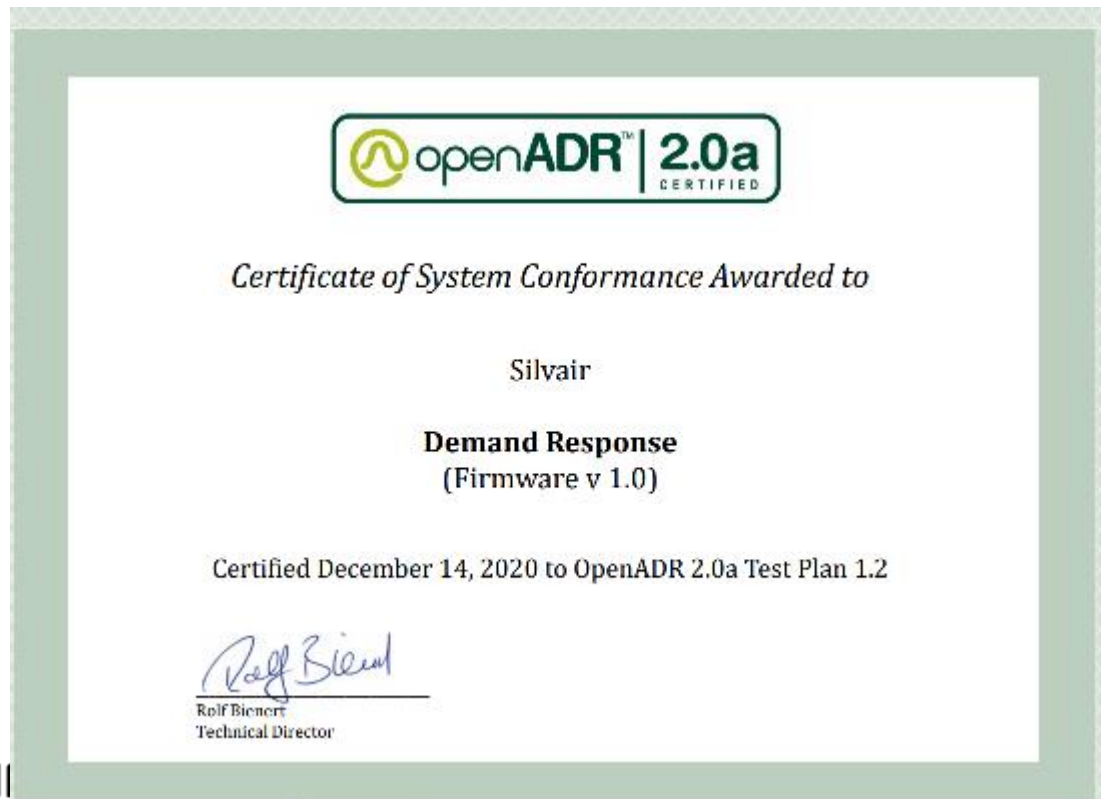 openADR™ 2.0a
CERTIFIED
Certificate of System Conformance Awarded to
Silvair
Demand Response
(Firmware v 1.0)
Certified December 14, 2020 to OpenADR 2.0a Test Plan 1.2
Rolf Bienert
Rolf Bienert
Technical Director